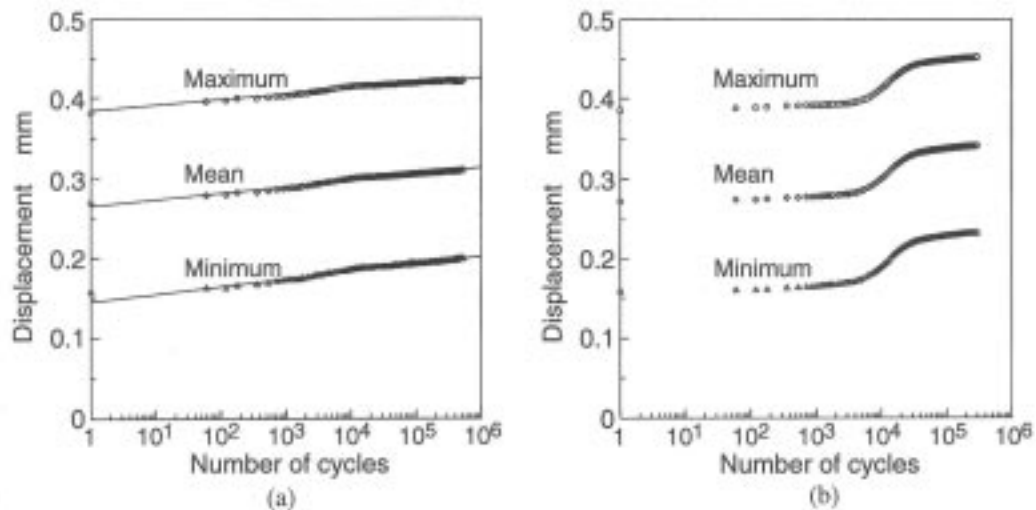 0.5
0.4
0.3
0.2
0.1
0
Displacement mm
Maximum
Mean
Minimum
1 10¹ 10² 10³ 10⁴ 10⁵ 10⁶
Number of cycles
(a)
0.5
0.4
0.3
0.2
0.1
0
Displacement mm
Maximum
Mean
Minimum
1 10¹ 10² 10³ 10⁴ 10⁵ 10⁶
Number of cycles
(b)